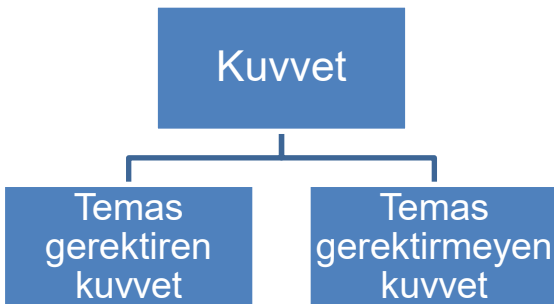 Kuvvet
Temas
gerektiren
kuvvet
Temas
gerektirmeyen
kuvvet